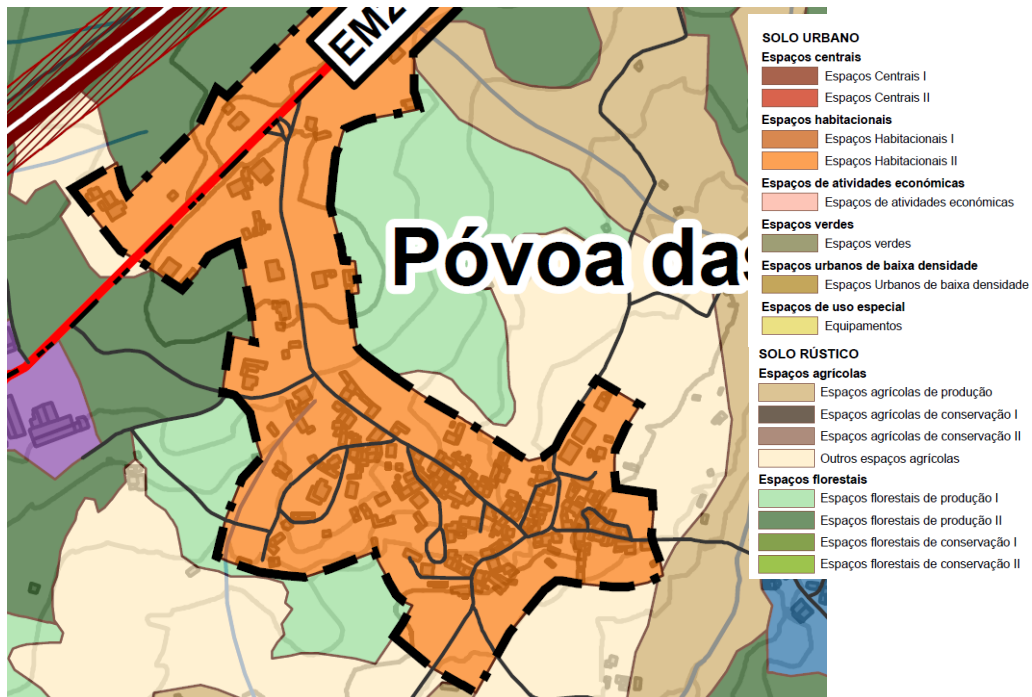 EM2
Póvoa das
SOLO URBANO
Espaços centrais
Espaços Centrais I
Espaços Centrais II
Espaços habitacionais
Espaços Habitacionais I
Espaços Habitacionais II
Espaços de atividades económicas
Espaços de atividades económicas
Espaços verdes
Espaços verdes
Espaços urbanos de baixa densidade
Espaços Urbanos de baixa densidade
Espaços de uso especial
Equipamentos
SOLO RÚSTICO
Espaços agrícolas
Espaços agrícolas de produção
Espaços agrícolas de conservação I
Espaços agrícolas de conservação II
Outros espaços agrícolas
Espaços florestais
Espaços florestais de produção I
Espaços florestais de produção II
Espaços florestais de conservação I
Espaços florestais de conservação II